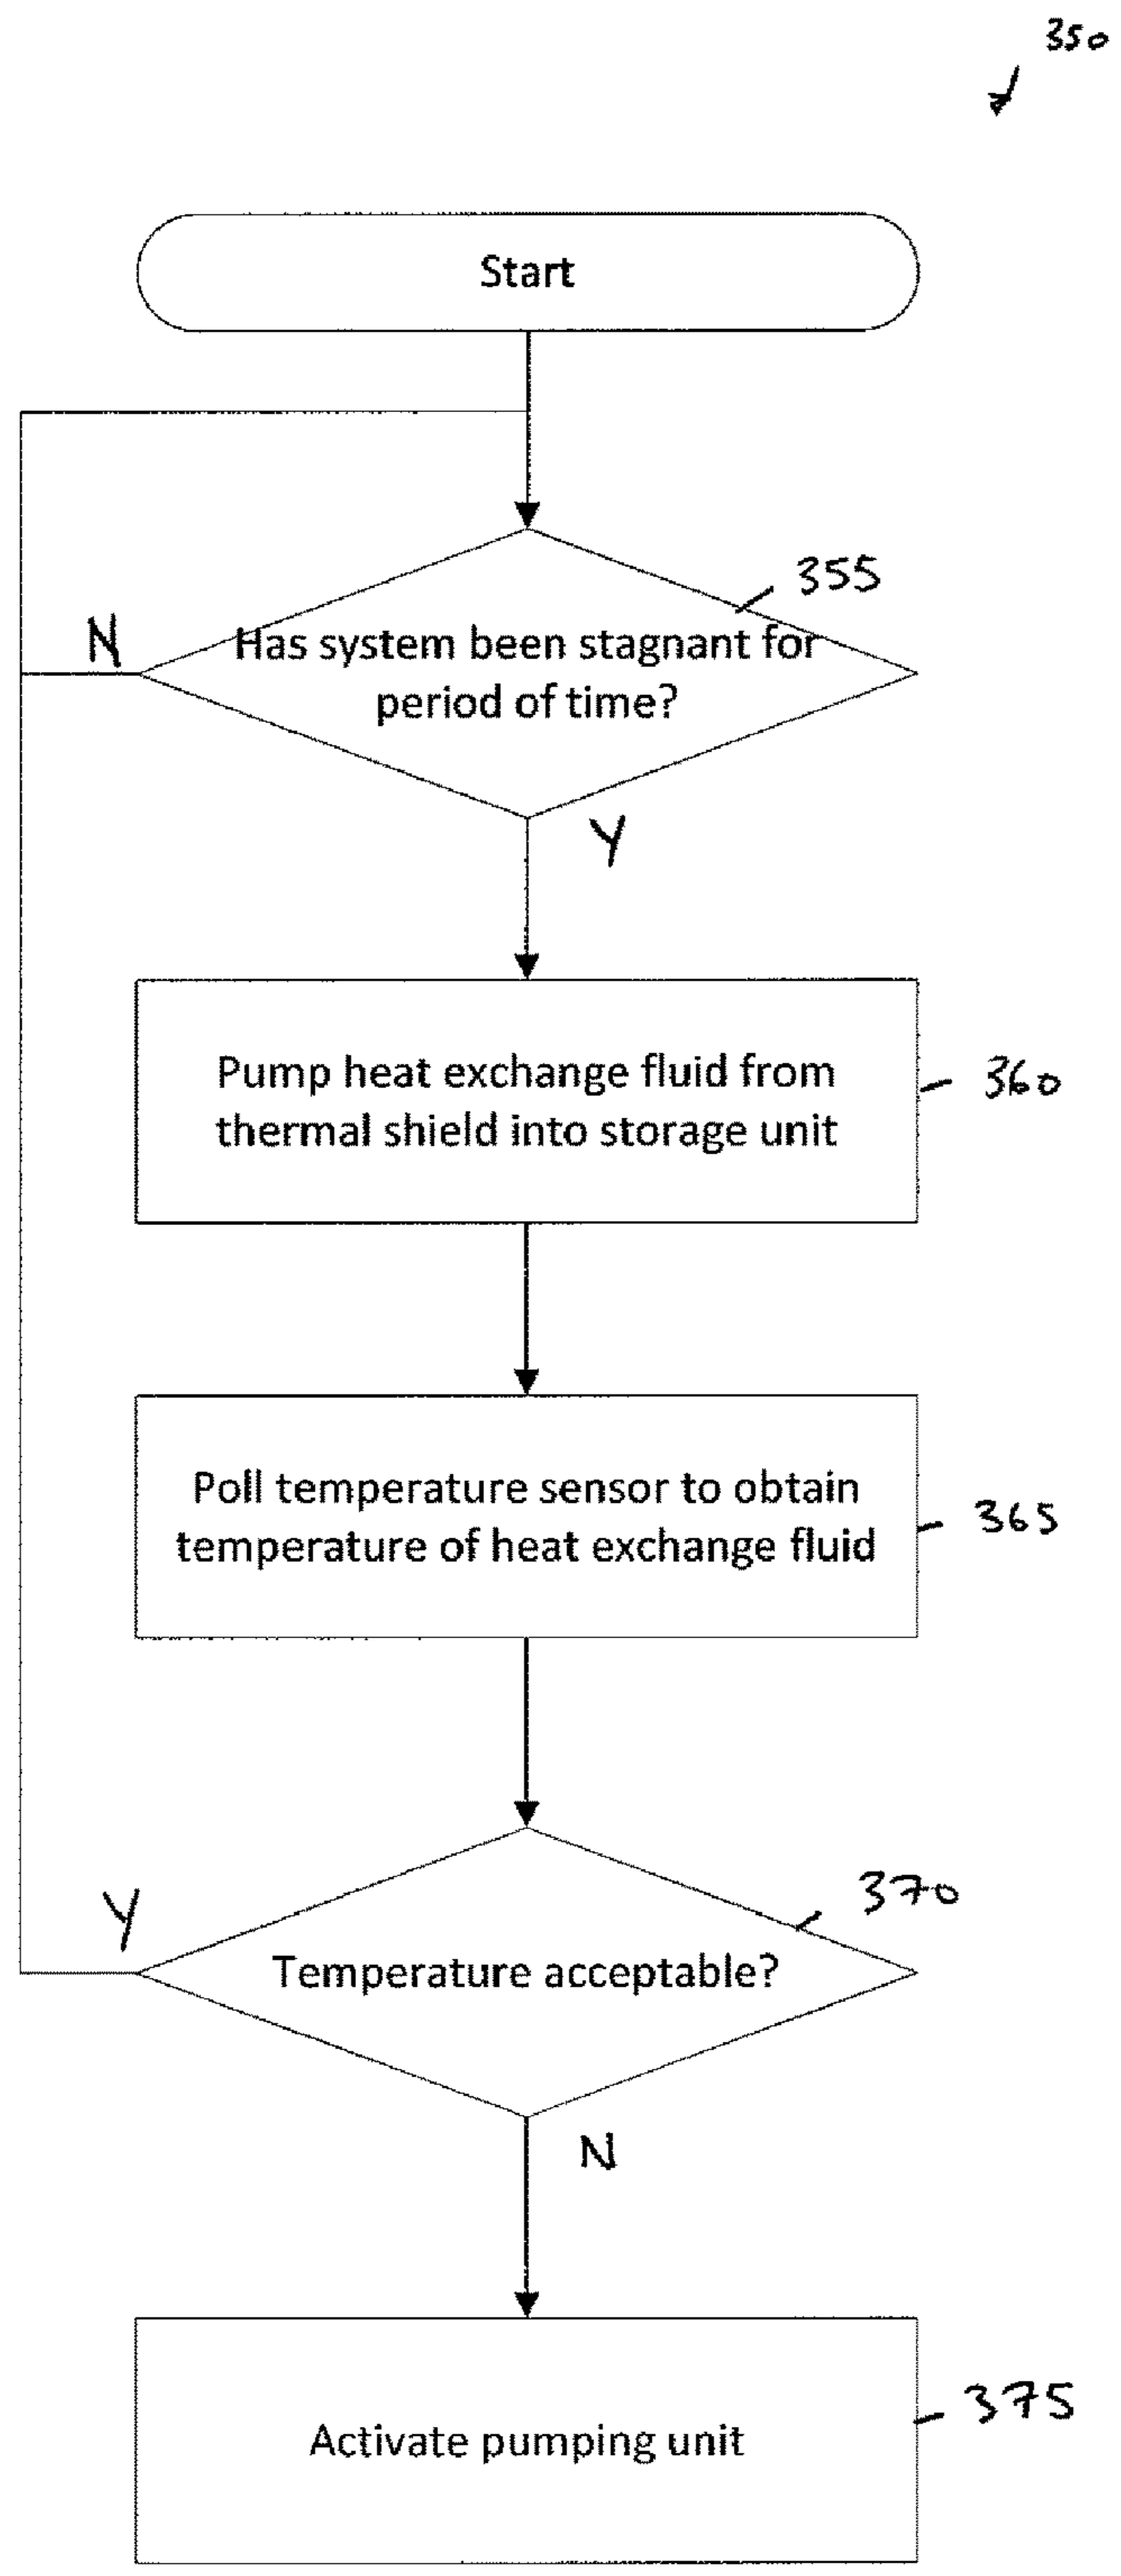 350
Start
355
N
Has system been stagnant for
period of time?
Y
Pump heat exchange fluid from
thermal shield into storage unit
360
Poll temperature sensor to obtain
temperature of heat exchange fluid
365
370
Y
Temperature acceptable?
N
Activate pumping unit
375